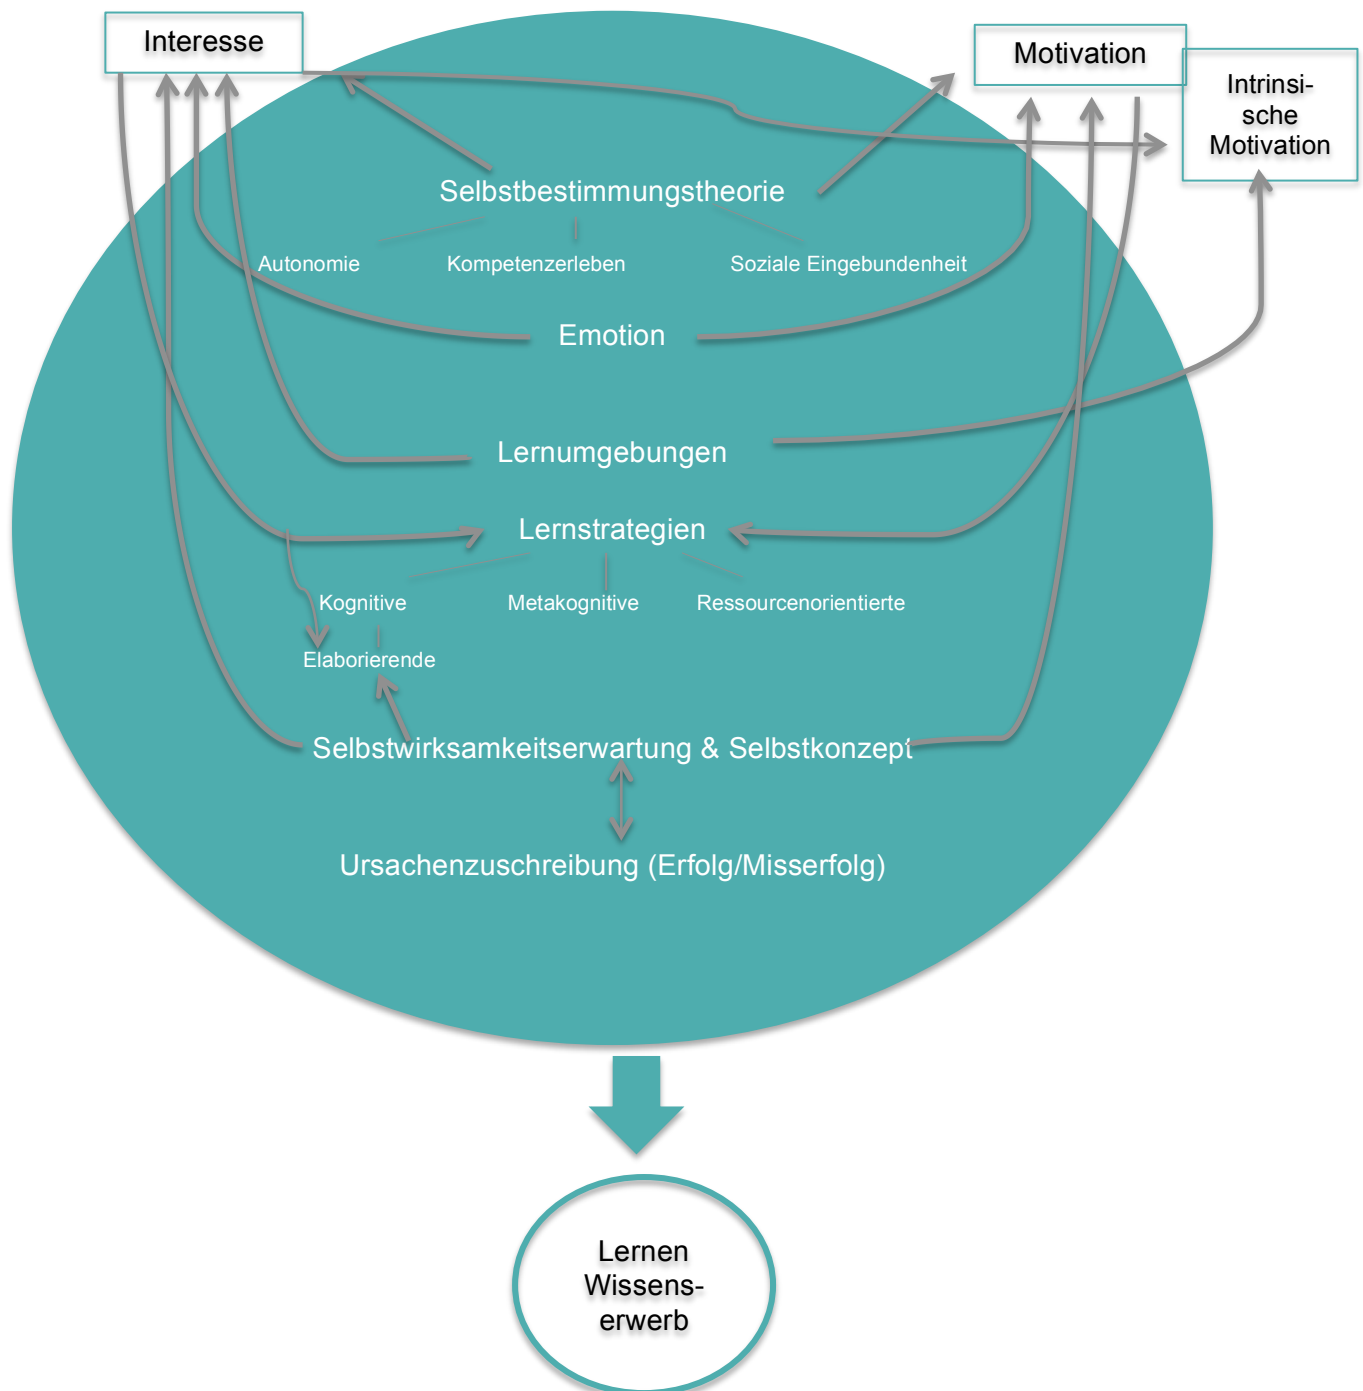 Interesse
Motivation
Intrinsi-
sche
Motivation
Selbstbestimmungstheorie
Autonomie
Kompetenzerleben
Soziale Eingebundenheit
Emotion
Lernumgebungen
Lernstrategien
Kognitive
Metakognitive
Ressourcenorientierte
Elaborierende
Selbstwirksamkeitserwartung & Selbstkonzept
Ursachenzuschreibung (Erfolg/Misserfolg)
Lernen
Wissens-
erwerb